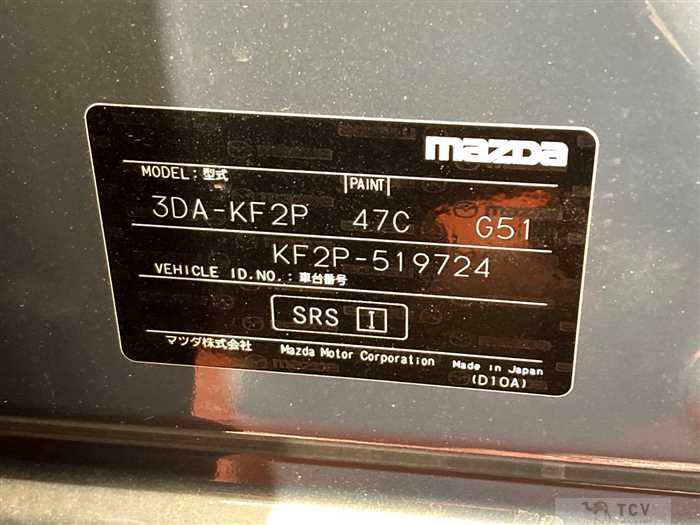 mazda
MODEL:型式 PAINT
3DA-KF2P 47C G51
KF2P-519724
VEHICLE ID.NO.:車台番号
SRS I
マツダ株式会社 Mazda Motor Corporation Made in Japan
(D10A)
TCV